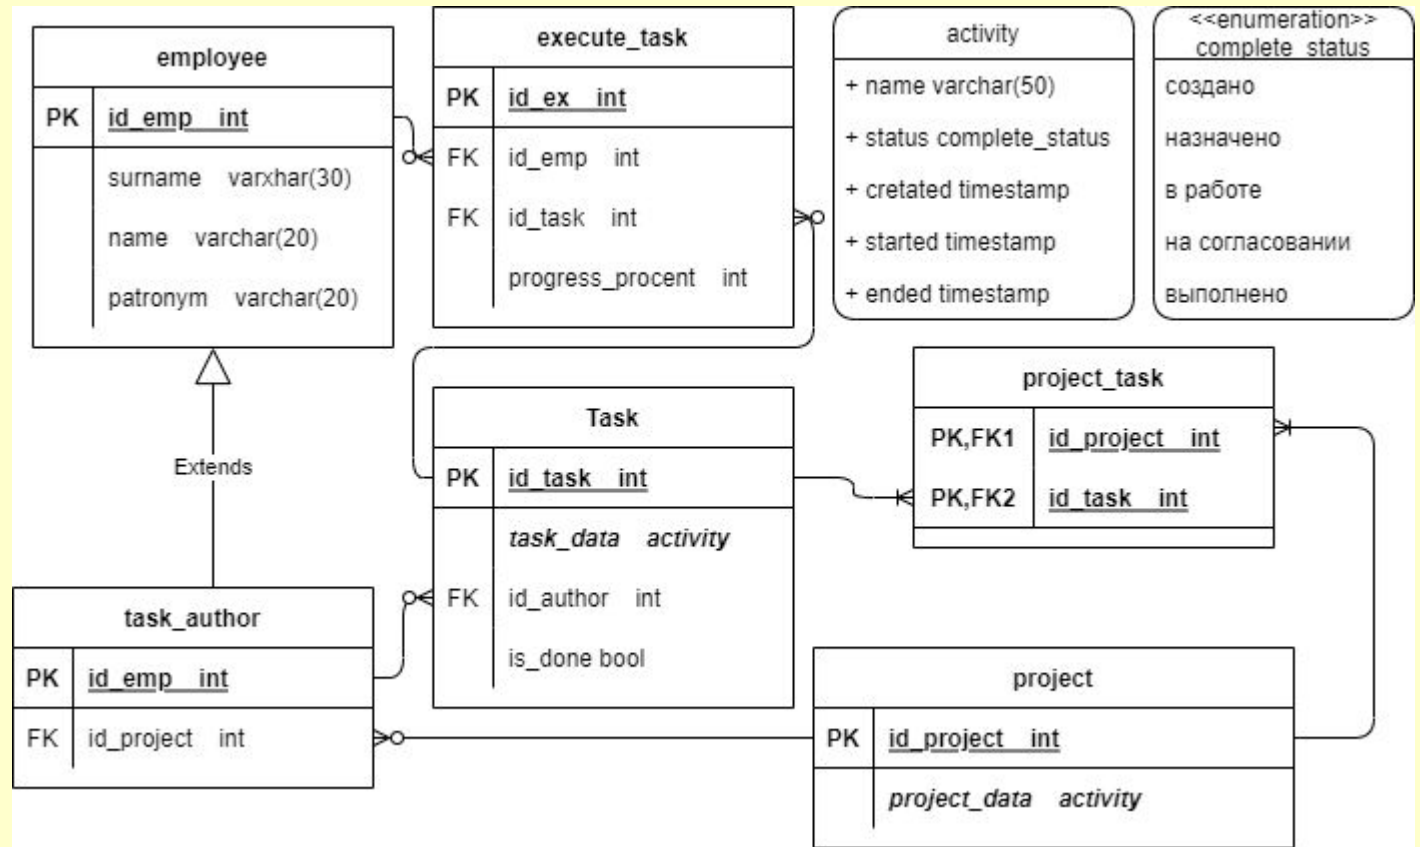 employee
PK id_emp int
surname varxhar(30)
name varchar(20)
patronym varchar(20)
execute_task
PK id_ex int
FK id_emp int
FK id_task int
progress_procent int
activity
+ name varchar(50)
+ status complete_status
+ cretated timestamp
+ started timestamp
+ ended timestamp
<<enumeration>>
complete_status
создано
назначено
в работе
на согласовании
выполнено
Extends
Task
PK id_task int
task_data activity
FK id_author int
is_done bool
project_task
PK,FK1 id_project int
PK,FK2 id_task int
task_author
PK id_emp int
FK id_project int
project
PK id_project int
project_data activity